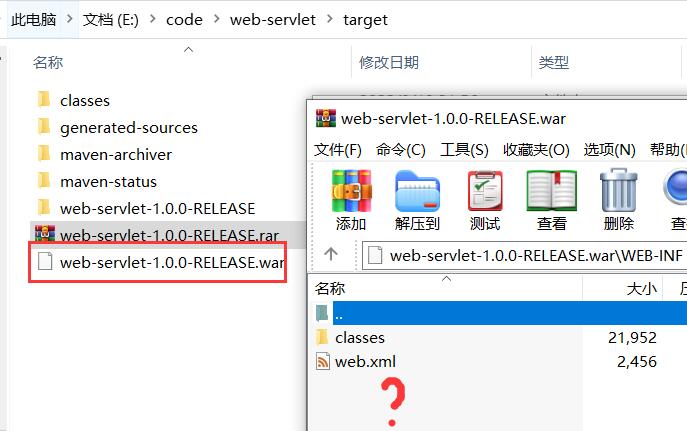 此电脑 > 文档 (E:) > code > web-servlet > target
名称 修改日期 类型
classes
generated-sources
maven-archiver
maven-status
web-servlet-1.0.0-RELEASE
web-servlet-1.0.0-RELEASE.rar
web-servlet-1.0.0-RELEASE.war
web-servlet-1.0.0-RELEASE.war
文件(F) 命令(C) 工具(S) 收藏夹(O) 选项(N) 帮助(
添加 解压到 测试 查看 删除
web-servlet-1.0.0-RELEASE.war\WEB-INF
名称 大小
..
classes 21,952
web.xml 2,456
?